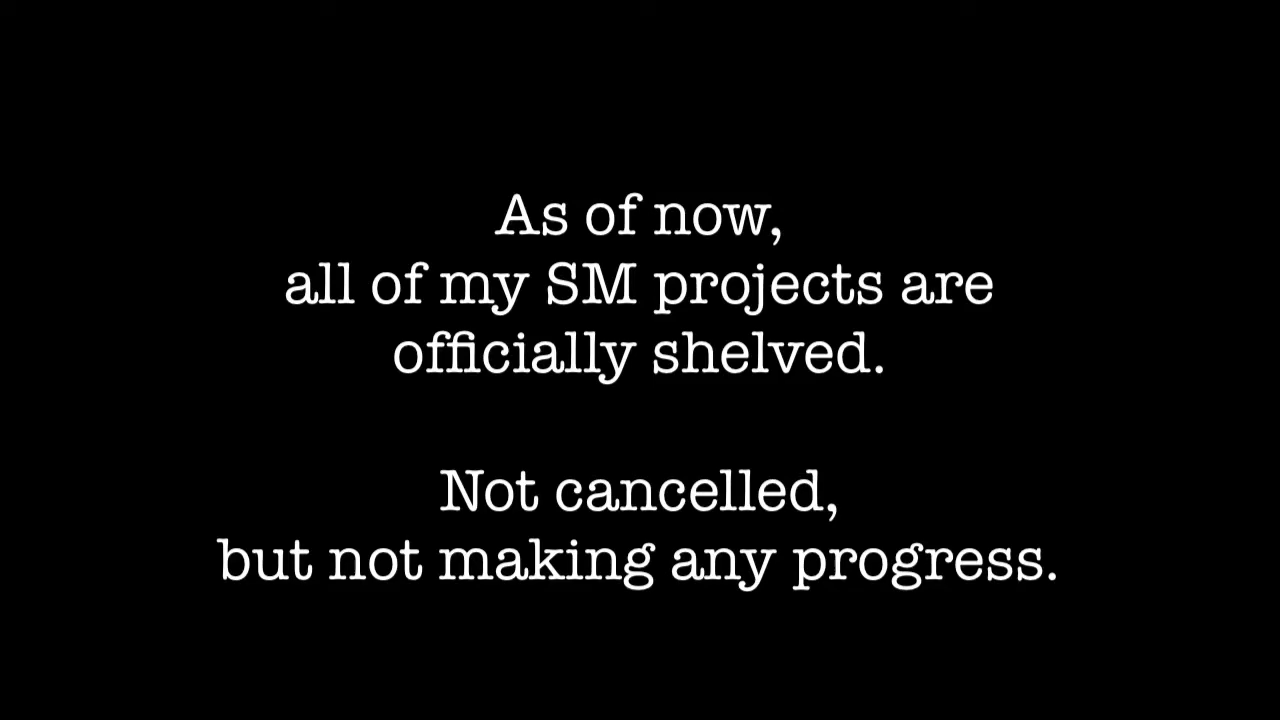 As of now,
all of my SM projects are
officially shelved.
Not cancelled,
but not making any progress.